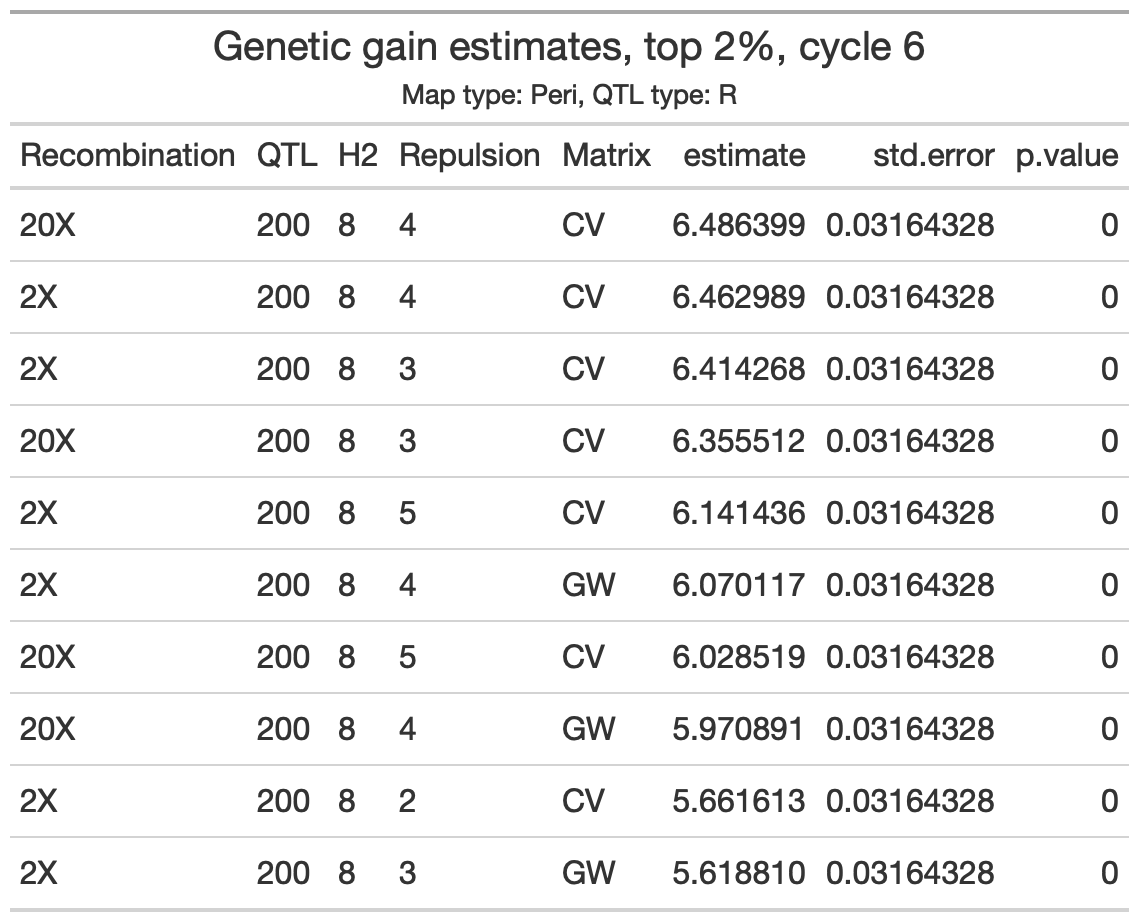 Genetic gain estimates, top 2%, cycle 6
Map type: Peri, QTL type: R
Recombination QTL H2 Repulsion Matrix estimate std.error p.value
20X 200 8 4 CV 6.486399 0.03164328 0
2X 200 8 4 CV 6.462989 0.03164328 0
2X 200 8 3 CV 6.414268 0.03164328 0
20X 200 8 3 CV 6.355512 0.03164328 0
2X 200 8 5 CV 6.141436 0.03164328 0
2X 200 8 4 GW 6.070117 0.03164328 0
20X 200 8 5 CV 6.028519 0.03164328 0
20X 200 8 4 GW 5.970891 0.03164328 0
2X 200 8 2 CV 5.661613 0.03164328 0
2X 200 8 3 GW 5.618810 0.03164328 0